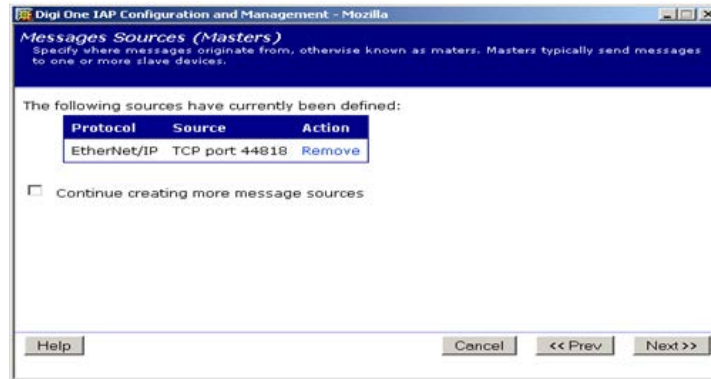 Digi One IAP Configuration and Management - Mozilla
Messages Sources (Masters)
Specify where messages originate from, otherwise known as maters. Masters typically send messages
to one or more slave devices.
The following sources have currently been defined:
Protocol Source Action
EtherNet/IP TCP port 44818 Remove
Continue creating more message sources
Help Cancel << Prev Next >>